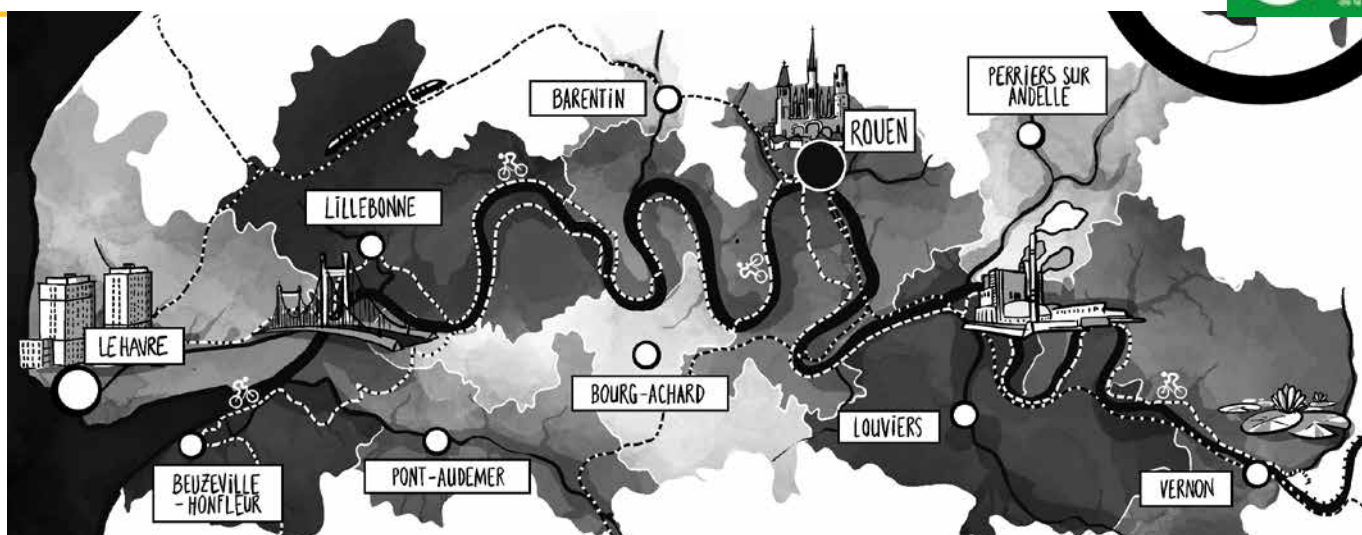 BARENTIN
ROUEN
PERRIERS SUR
ANDELLE
LILLEBONNE
LE HAVRE
BOURG-ACHARD
LOUVIERS
PONT-AUDEMER
BEUZEVILLE
-HONFLEUR
VERNON